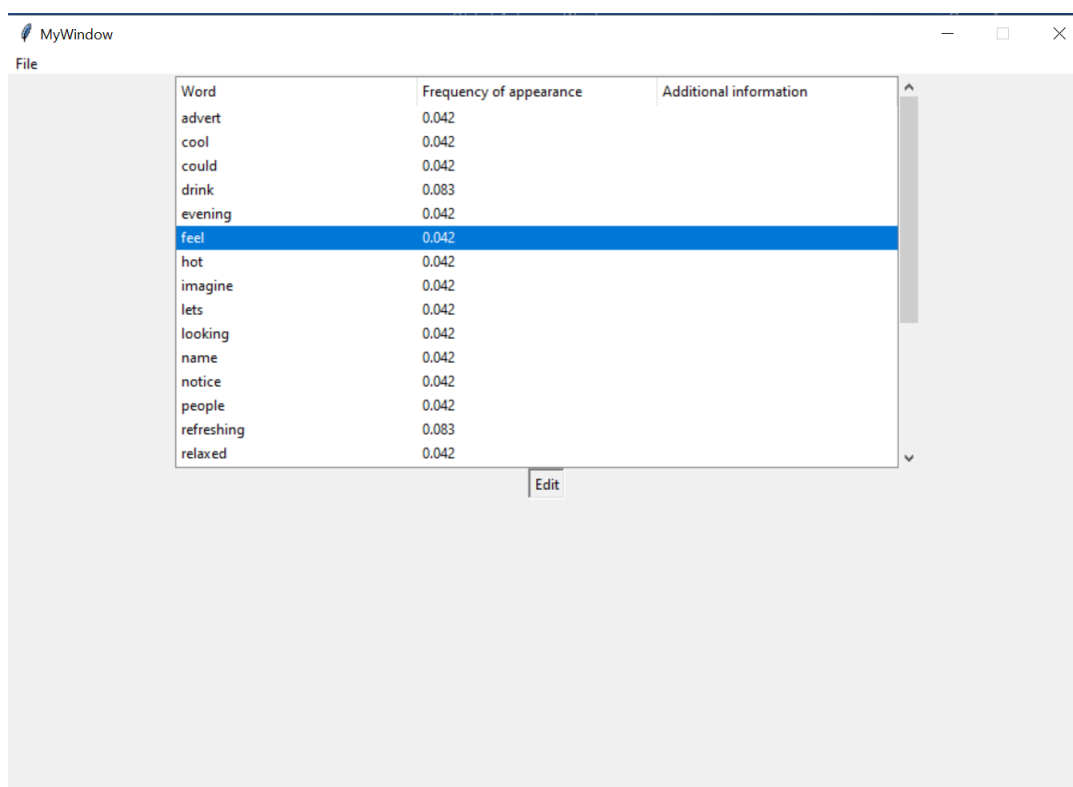 MyWindow
File
Word Frequency of appearance Additional information
advert 0.042
cool 0.042
could 0.042
drink 0.083
evening 0.042
feel 0.042
hot 0.042
imagine 0.042
lets 0.042
looking 0.042
name 0.042
notice 0.042
people 0.042
refreshing 0.083
relaxed 0.042
Edit